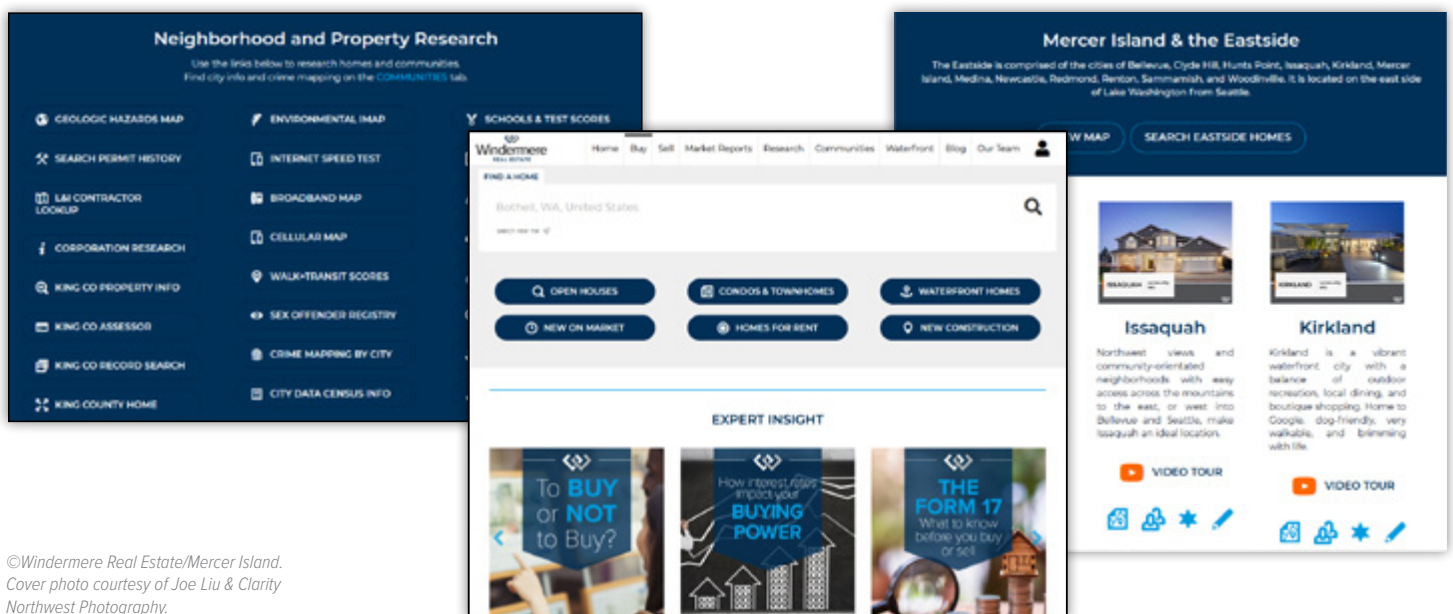 Neighborhood and Property Research
Use the links below to research homes and communities.
Find city info and crime mapping on the COMMUNITIES tab.
GEOLOGIC HAZARDS MAP
SEARCH PERMIT HISTORY
L&I CONTRACTOR
LOOKUP
CORPORATION RESEARCH
KING CO PROPERTY INFO
KING CO ASSESSOR
KING CO RECORD SEARCH
KING COUNTY HOME
ENVIRONMENTAL IMAP
INTERNET SPEED TEST
BROADBAND MAP
CELLULAR MAP
WALK+TRANSIT SCORES
SEX OFFENDER REGISTRY
CRIME MAPPING BY CITY
CITY DATA CENSUS INFO
SCHOOLS & TEST SCORES
Windermere
REAL ESTATE
Home Buy Sell Market Reports Research Communities Waterfront Blog Our Team
FIND A HOME
Bothell, WA, United States
OPEN HOUSES
CONDOS & TOWNHOMES
WATERFRONT HOMES
NEW ON MARKET
HOMES FOR RENT
NEW CONSTRUCTION
EXPERT INSIGHT
To BUY
or NOT
to Buy?
How interest rates
impact your
BUYING
POWER
THE
FORM 17
What to know
before you buy
or sell
Mercer Island & the Eastside
The Eastside is comprised of the cities of Bellevue, Clyde Hill, Hunts Point, Issaquah, Kirkland, Mercer
Island, Medina, Newcastle, Redmond, Renton, Sammamish, and Woodinville. It is located on the east side
of Lake Washington from Seattle.
W MAP
SEARCH EASTSIDE HOMES
ISSAQUAH
KIRKLAND
Issaquah
Northwest views and
community-orientated
neighborhoods with easy
access across the mountains
to the east, or west into
Bellevue and Seattle, make
Issaquah an ideal location.
VIDEO TOUR
Kirkland
Kirkland is a vibrant
waterfront city with a
balance of outdoor
recreation, local dining, and
boutique shopping. Home to
Google, dog-friendly, very
walkable, and brimming
with life.
VIDEO TOUR
©Windermere Real Estate/Mercer Island.
Cover photo courtesy of Joe Liu & Clarity
Northwest Photography.